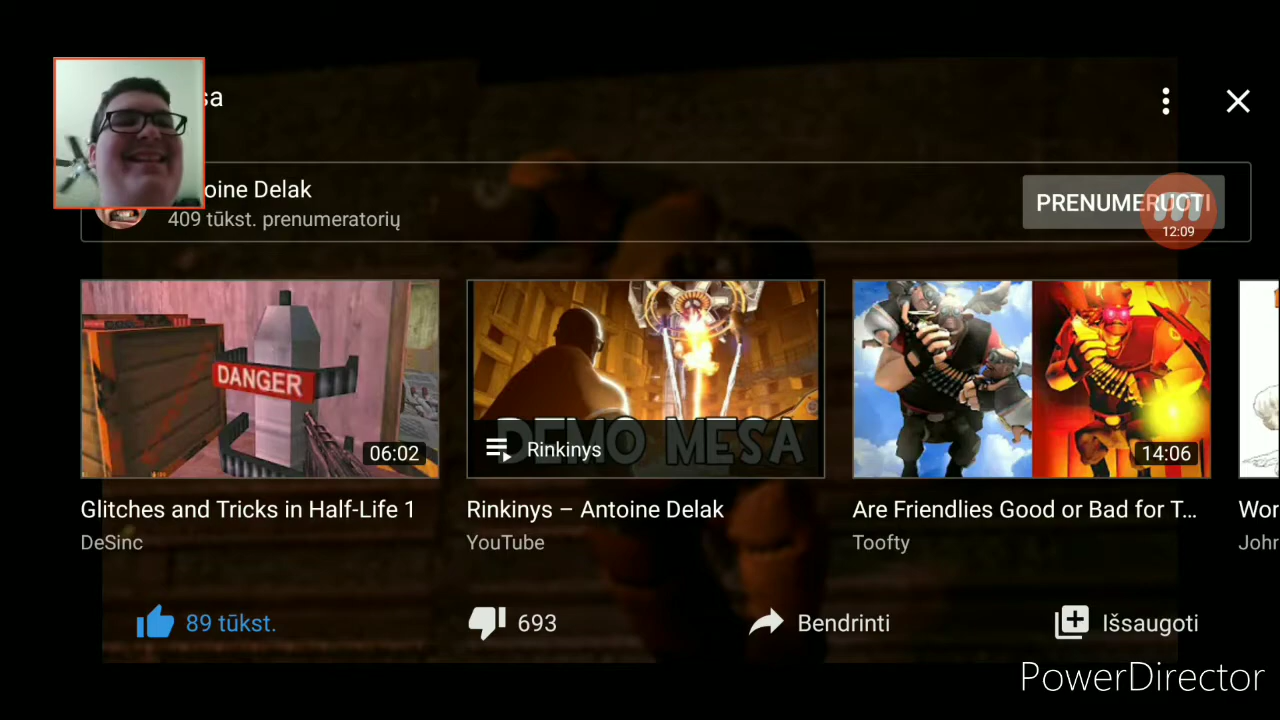 sa
oine Delak
409 tūkst. prenumeratorių
PRENUMERUOTI
12:09
DANGER
06:02
DEMO MESA
Rinkinys
14:06
Glitches and Tricks in Half-Life 1
DeSinc
Rinkinys – Antoine Delak
YouTube
Are Friendlies Good or Bad for T...
Toofty
Wor
John
89 tūkst.
693
Bendrinti
Išsaugoti
PowerDirector